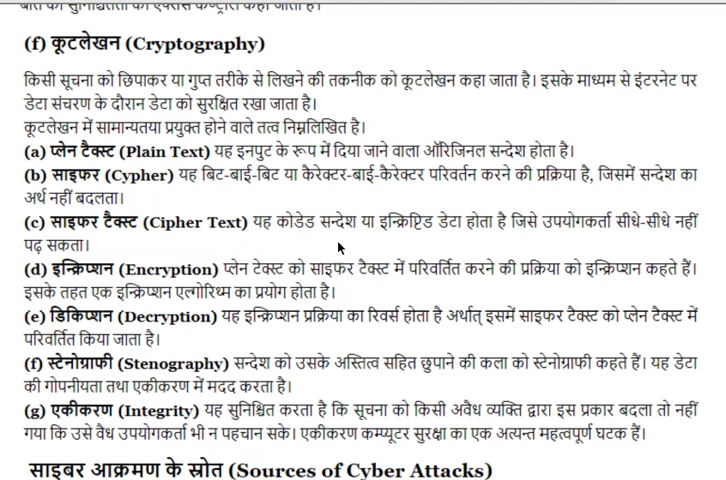 बात का सुनिश्चितता को एक्सेस कण्ट्रोल कहा जाता है।
(f) कूटलेखन (Cryptography)
किसी सूचना को छिपाकर या गुप्त तरीके से लिखने की तकनीक को कूटलेखन कहा जाता है। इसके माध्यम से इंटरनेट पर
डेटा संचरण के दौरान डेटा को सुरक्षित रखा जाता है।
कूटलेखन में सामान्यतया प्रयुक्त होने वाले तत्व निम्नलिखित है।
(a) प्लेन टैक्स्ट (Plain Text) यह इनपुट के रूप में दिया जाने वाला ऑरिजिनल सन्देश होता है।
(b) साइफर (Cypher) यह बिट-बाई-बिट या कैरेक्टर-बाई-कैरेक्टर परिवर्तन करने की प्रक्रिया है, जिसमें सन्देश का
अर्थ नहीं बदलता।
(c) साइफर टैक्स्ट (Cipher Text) यह कोडेड सन्देश या इन्क्रिप्टिड डेटा होता है जिसे उपयोगकर्ता सीधे-सीधे नहीं
पढ़ सकता।
(d) इन्क्रिप्शन (Encryption) प्लेन टेक्स्ट को साइफर टैक्स्ट में परिवर्तित करने की प्रक्रिया को इन्क्रिप्शन कहते हैं।
इसके तहत एक इन्क्रिप्शन एल्गोरिथ्म का प्रयोग होता है।
(e) डिक्रिप्शन (Decryption) यह इन्क्रिप्शन प्रक्रिया का रिवर्स होता है अर्थात् इसमें साइफर टैक्स्ट को प्लेन टैक्स्ट में
परिवर्तित किया जाता है।
(f) स्टेनोग्राफी (Stenography) सन्देश को उसके अस्तित्व सहित छुपाने की कला को स्टेनोग्राफी कहते हैं। यह डेटा
की गोपनीयता तथा एकीकरण में मदद करता है।
(g) एकीकरण (Integrity) यह सुनिश्चित करता है कि सूचना को किसी अवैध व्यक्ति द्वारा इस प्रकार बदला तो नहीं
गया कि उसे वैध उपयोगकर्ता भी न पहचान सके। एकीकरण कम्प्यूटर सुरक्षा का एक अत्यन्त महत्वपूर्ण घटक हैं।
साइबर आक्रमण के स्रोत (Sources of Cyber Attacks)